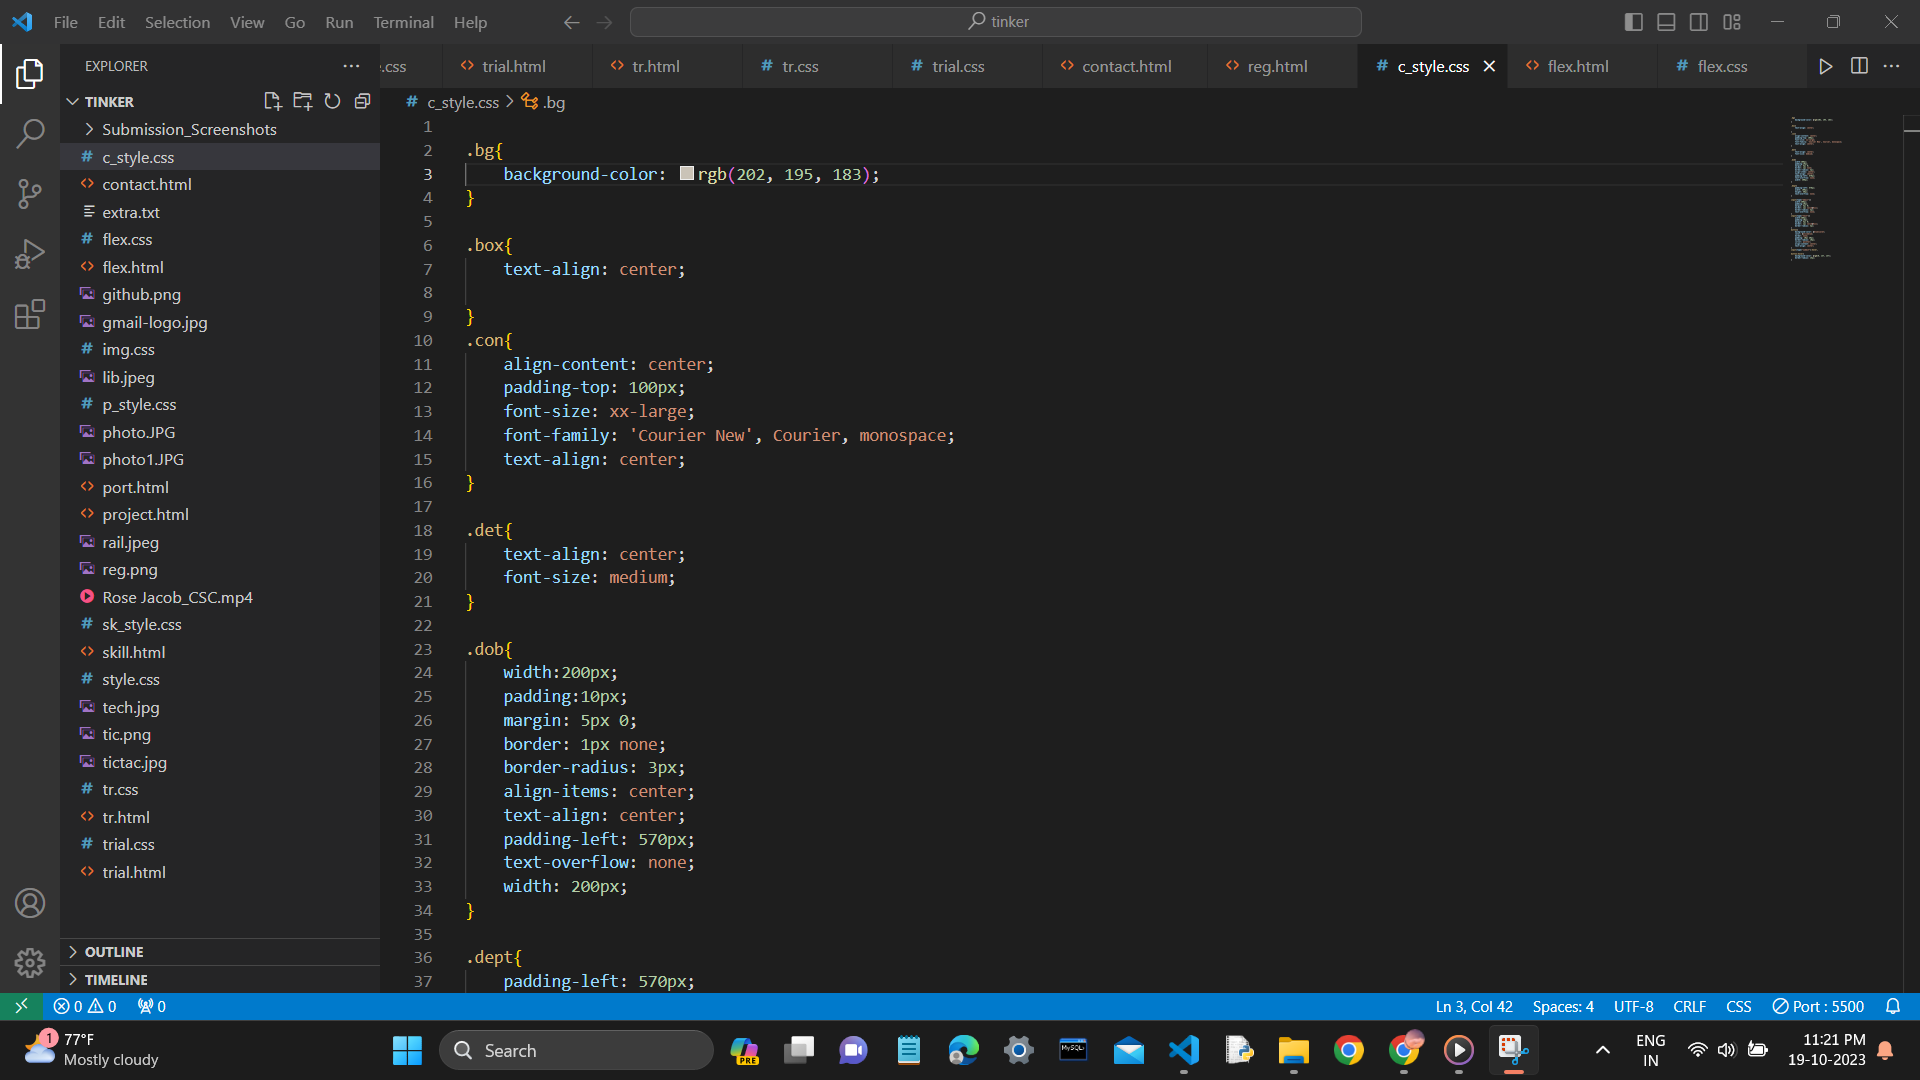 File Edit Selection View Go Run Terminal Help
tinker
EXPLORER
.css trial.html tr.html tr.css trial.css contact.html reg.html c_style.css flex.html flex.css
TINKER
c_style.css > .bg
Submission_Screenshots
c_style.css
contact.html
extra.txt
flex.css
flex.html
github.png
gmail-logo.jpg
img.css
lib.jpeg
p_style.css
photo.JPG
photo1.JPG
port.html
project.html
rail.jpeg
reg.png
Rose Jacob_CSC.mp4
sk_style.css
skill.html
style.css
tech.jpg
tic.png
tictac.jpg
tr.css
tr.html
trial.css
trial.html
OUTLINE
TIMELINE
1
2 .bg{
3 background-color: rgb(202, 195, 183);
4 }
5
6 .box{
7 text-align: center;
8
9 }
10 .con{
11 align-content: center;
12 padding-top: 100px;
13 font-size: xx-large;
14 font-family: 'Courier New', Courier, monospace;
15 text-align: center;
16 }
17
18 .det{
19 text-align: center;
20 font-size: medium;
21 }
22
23 .dob{
24 width:200px;
25 padding:10px;
26 margin: 5px 0;
27 border: 1px none;
28 border-radius: 3px;
29 align-items: center;
30 text-align: center;
31 padding-left: 570px;
32 text-overflow: none;
33 width: 200px;
34 }
35
36 .dept{
37 padding-left: 570px;
0 0 0 Ln 3, Col 42 Spaces: 4 UTF-8 CRLF CSS Port : 5500
1
77°F
Mostly cloudy
Search
PRE
MySQL
ENG
IN
11:21 PM
19-10-2023